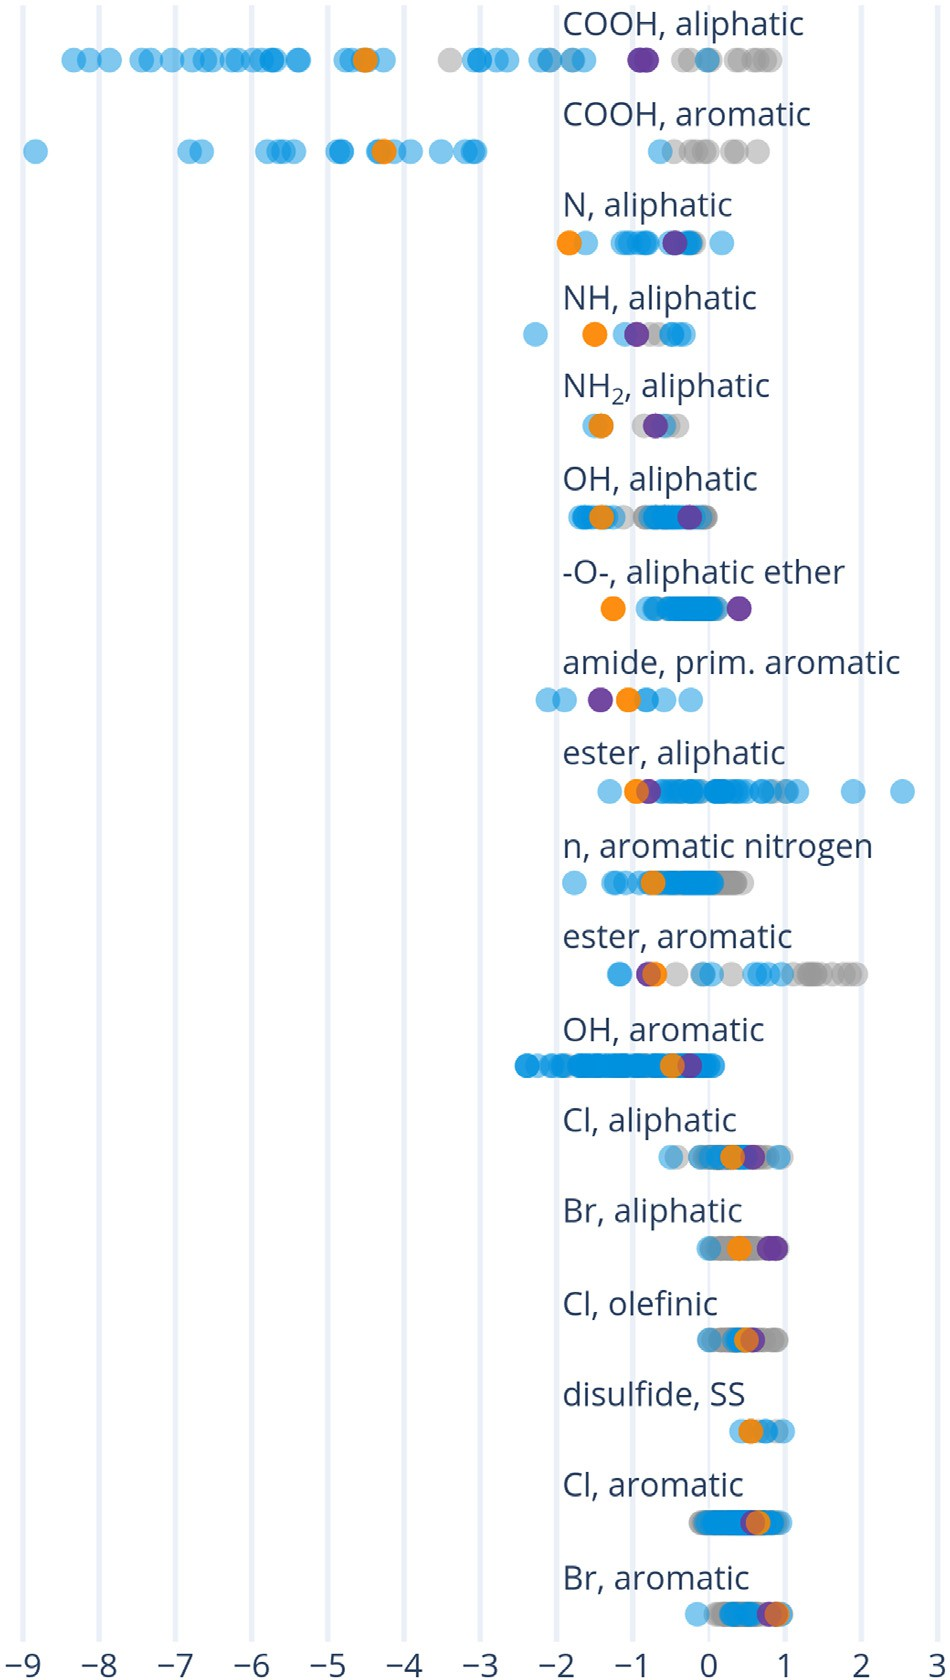 COOH, aliphatic
COOH, aromatic
N, aliphatic
NH, aliphatic
NH₂, aliphatic
OH, aliphatic
-O-, aliphatic ether
amide, prim. aromatic
ester, aliphatic
n, aromatic nitrogen
ester, aromatic
OH, aromatic
Cl, aliphatic
Br, aliphatic
Cl, olefinic
disulfide, SS
Cl, aromatic
Br, aromatic
−9 −8 −7 −6 −5 −4 −3 −2 −1 0 1 2 3